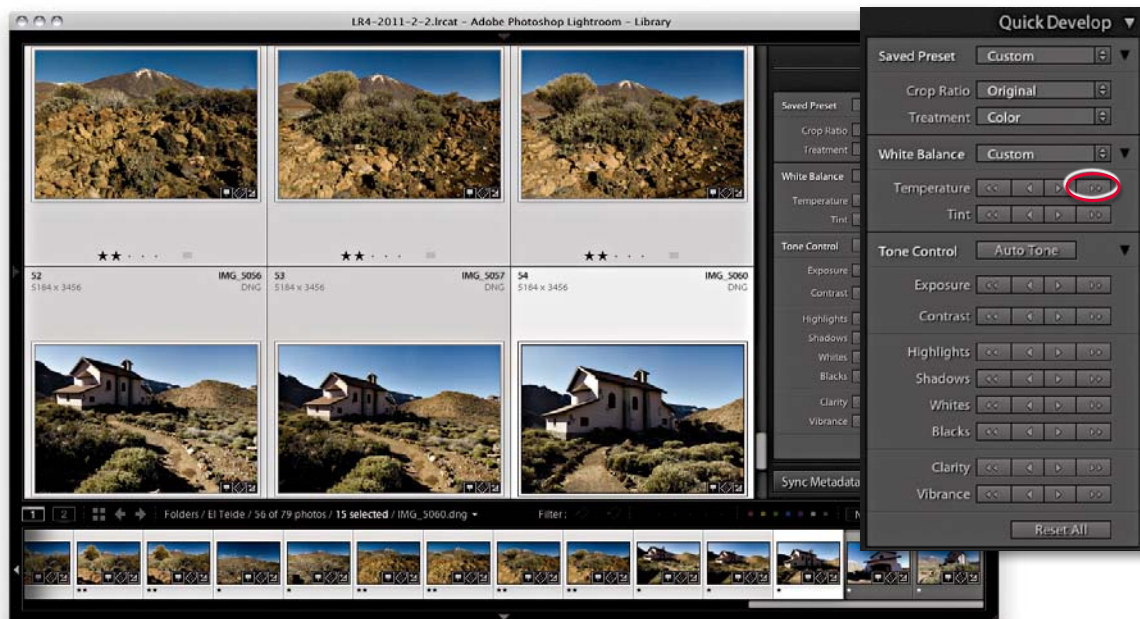 LR4-2011-2-2.lrcat – Adobe Photoshop Lightroom – Library
52 IMG_5056
5184 x 3456 DNG
53 IMG_5057
5184 x 3456 DNG
54 IMG_5060
5184 x 3456 DNG
Saved Preset
Crop Ratio
Treatment
White Balance
Temperature
Tint
Tone Control
Exposure
Contrast
Highlights
Shadows
Whites
Blacks
Clarity
Vibrance
Sync Metadata
1 2 Folders / El Teide / 56 of 79 photos / 15 selected / IMG_5060.dng Filter:
Quick Develop
Saved Preset Custom
Crop Ratio Original
Treatment Color
White Balance Custom
Temperature
Tint
Tone Control Auto Tone
Exposure
Contrast
Highlights
Shadows
Whites
Blacks
Clarity
Vibrance
Reset All